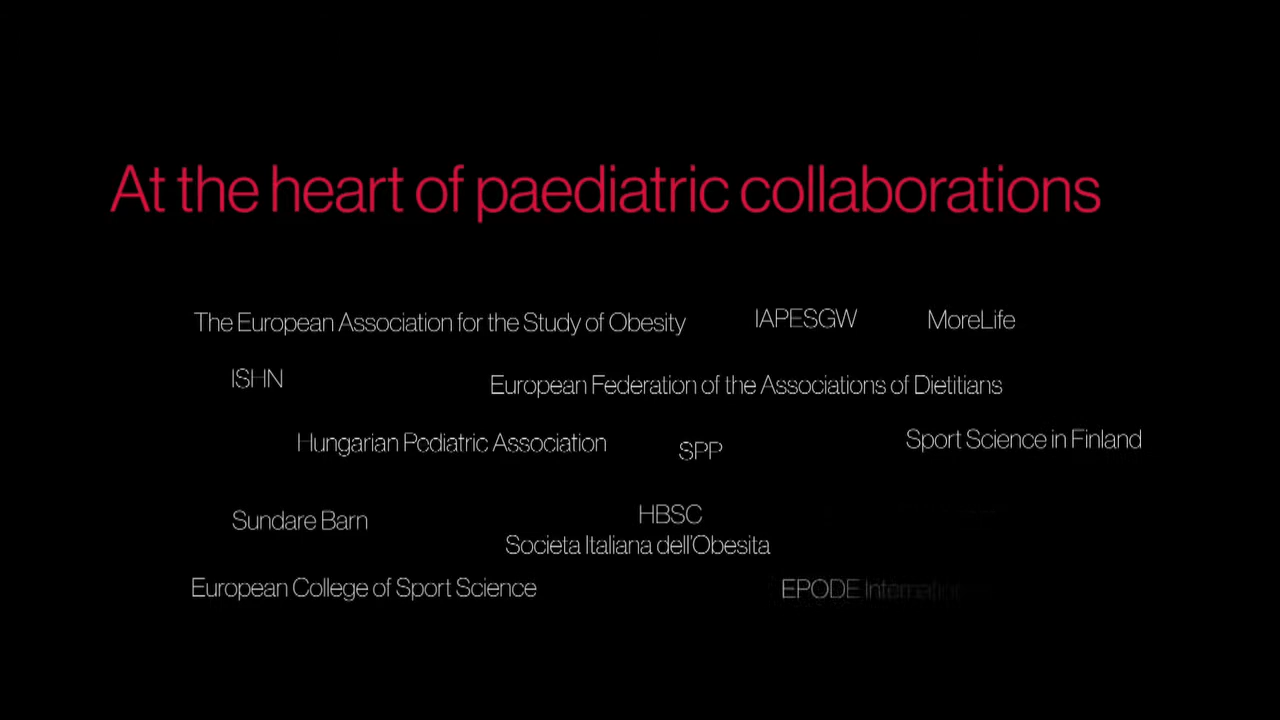 At the heart of paediatric collaborations
The European Association for the Study of Obesity
IAPESGW
MoreLife
ISHN
European Federation of the Associations of Dietitians
Hungarian Pediatric Association
SPP
Sport Science in Finland
Sundare Barn
HBSC
Societa Italiana dell'Obesita
European College of Sport Science
EPODE